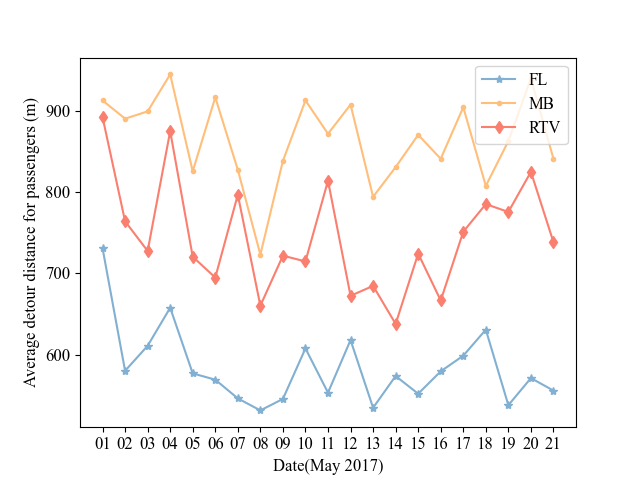 FL
MB
RTV
Average detour distance for passengers (m)
900
800
700
600
01 02 03 04 05 06 07 08 09 10 11 12 13 14 15 16 17 18 19 20 21
Date(May 2017)